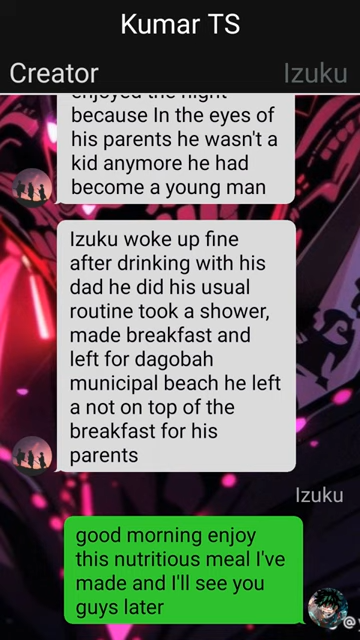 Kumar TS
Creator Izuku
enjoyed the night
because In the eyes of
his parents he wasn't a
kid anymore he had
become a young man
Izuku woke up fine
after drinking with his
dad he did his usual
routine took a shower,
made breakfast and
left for dagobah
municipal beach he left
a not on top of the
breakfast for his
parents
Izuku
good morning enjoy
this nutritious meal I've
made and I'll see you
guys later
@